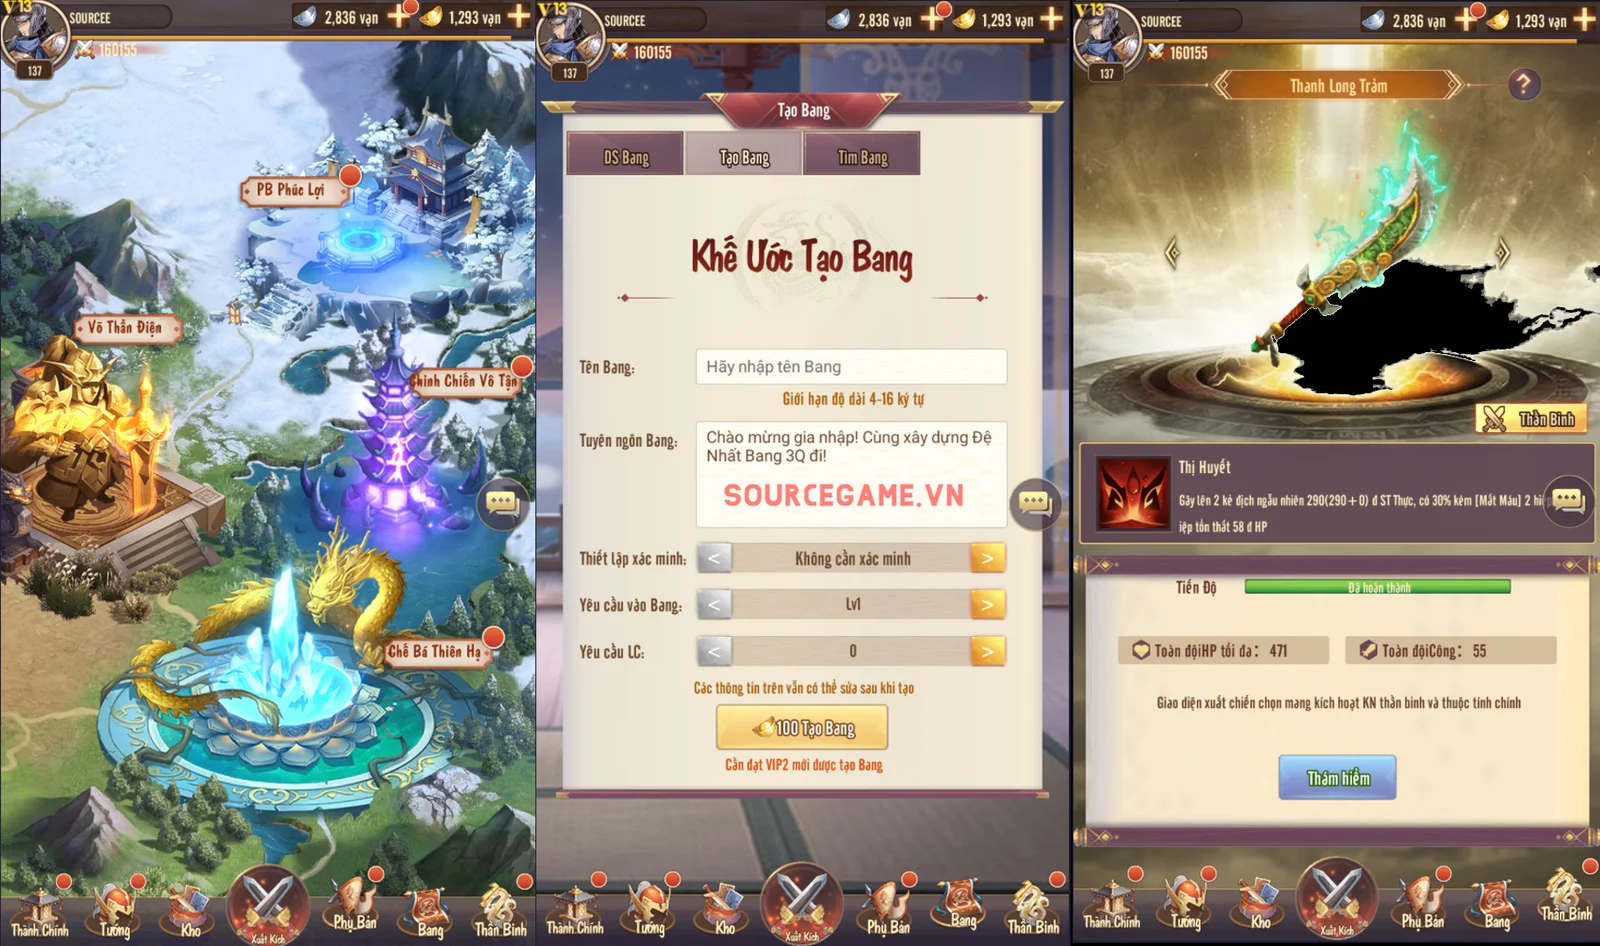 V13
SOURCEE
2,836 vạn
1,293 vạn
160155
137
PB Phúc Lợi
Võ Thần Điện
Chinh Chiến Vô Tận
Chế Bá Thiên Hạ
Thành Chính
Tướng
Kho
Xuất Kích
Phụ Bản
Bang
Thần Binh
V13
SOURCEE
2,836 vạn
1,293 vạn
160155
137
Tạo Bang
DS Bang
Tạo Bang
Tìm Bang
Khế Ước Tạo Bang
Tên Bang:
Hãy nhập tên Bang
Giới hạn độ dài 4-16 ký tự
Tuyên ngôn Bang:
Chào mừng gia nhập! Cùng xây dựng Đệ
Nhất Bang 3Q đi!
SOURCEGAME.VN
Thiết lập xác minh:
<
Không cần xác minh
>
Yêu cầu vào Bang:
<
Lv1
>
Yêu cầu LC:
<
0
>
Các thông tin trên vẫn có thể sửa sau khi tạo
100 Tạo Bang
Cần đạt VIP2 mới được tạo Bang
Thành Chính
Tướng
Kho
Xuất Kích
Phụ Bản
Bang
Thần Binh
V13
SOURCEE
2,836 vạn
1,293 vạn
160155
137
Thanh Long Trảm
?
Thần Binh
Thị Huyết
Gây lên 2 kẻ địch ngẫu nhiên 290(290+0) đ ST Thực, có 30% kèm [Mất Máu] 2 hi
iệp tổn thất 58 đ HP
Tiến Độ
Đã hoàn thành
Toàn độiHP tối đa: 471
Toàn độiCông: 55
Giao diện xuất chiến chọn mang kích hoạt KN thần binh và thuộc tính chính
Thám hiểm
Thành Chính
Tướng
Kho
Xuất Kích
Phụ Bản
Bang
Thần Binh